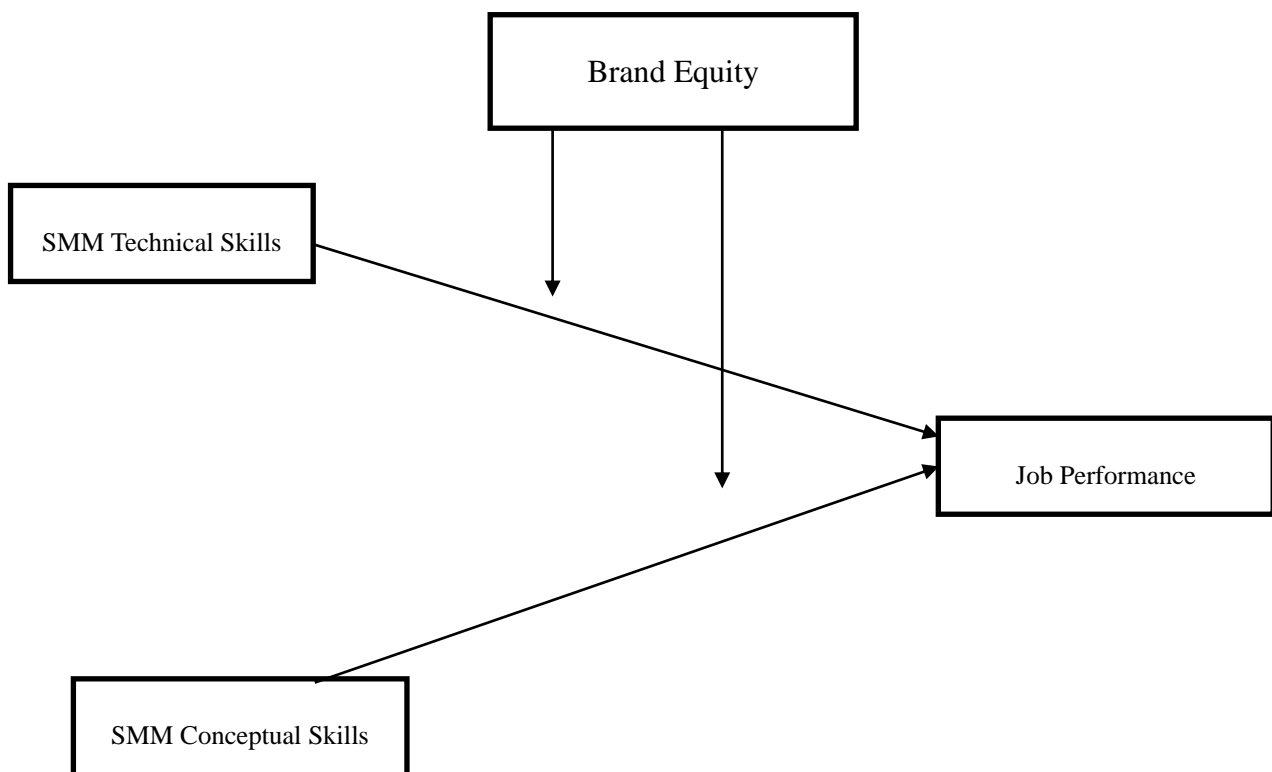 Brand Equity
SMM Technical Skills
Job Performance
SMM Conceptual Skills